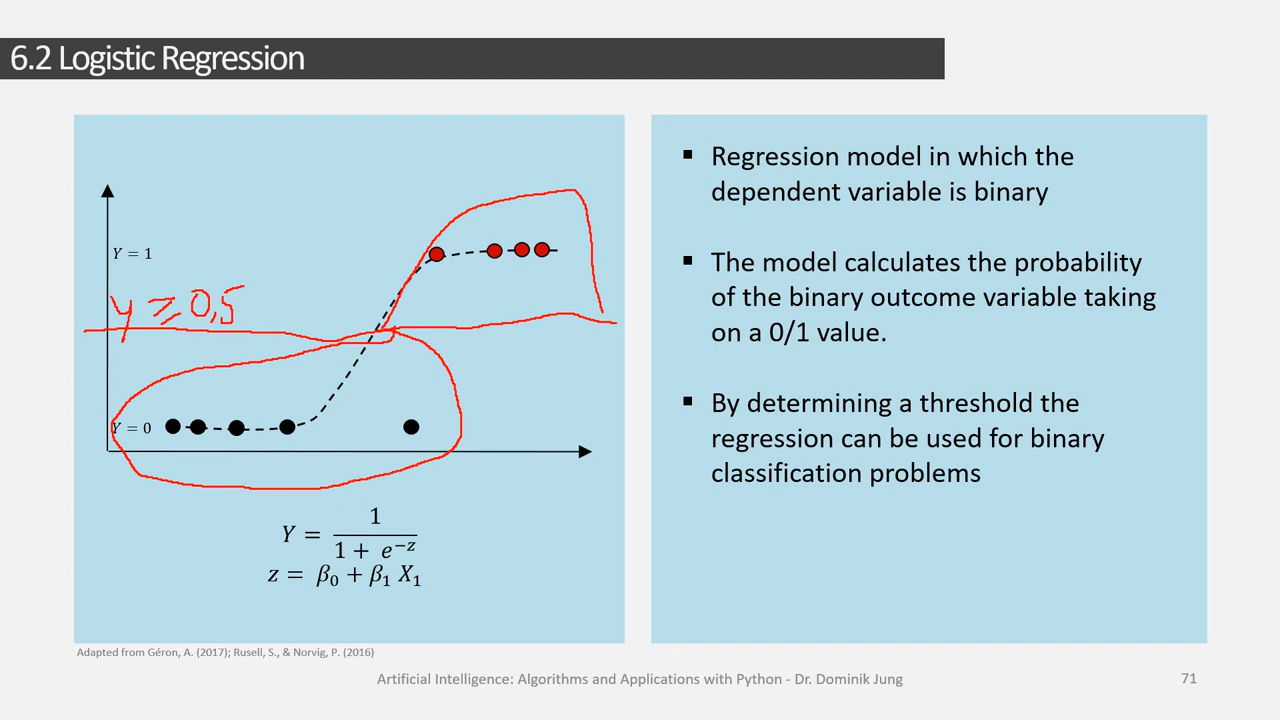 6.2 Logistic Regression
Y = 1
y ≥ 0,5
Y = 0
Y = 1 / (1 + e^{-z})
z = β₀ + β₁ X₁
▪ Regression model in which the
dependent variable is binary
▪ The model calculates the probability
of the binary outcome variable taking
on a 0/1 value.
▪ By determining a threshold the
regression can be used for binary
classification problems
Adapted from Géron, A. (2017); Rusell, S., & Norvig, P. (2016)
Artificial Intelligence: Algorithms and Applications with Python - Dr. Dominik Jung
71